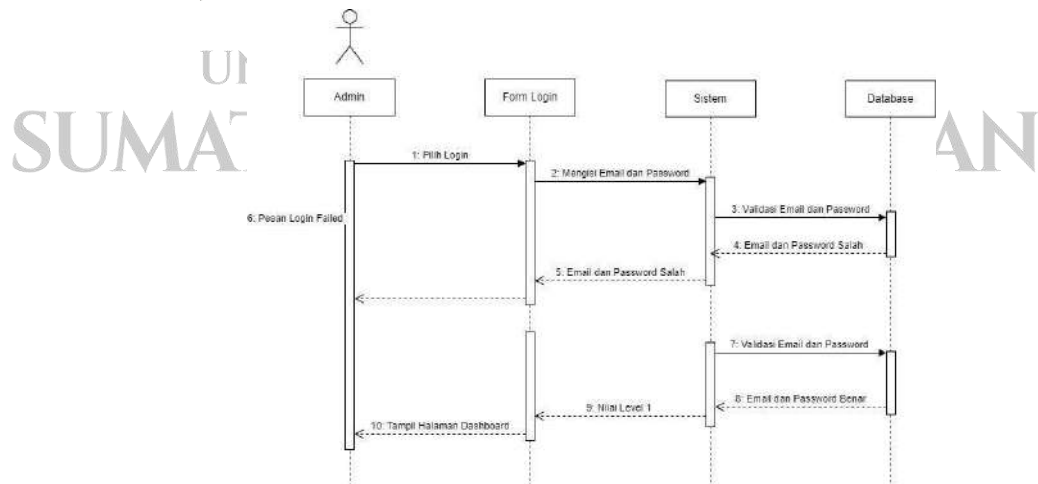 UN
SUMAT
AN
Admin
Form Login
Sistem
Database
1: Pilih Login
2: Mengisi Email dan Password
3: Validasi Email dan Password
6: Pesan Login Failed
4: Email dan Password Salah
5: Email dan Password Salah
7: Validasi Email dan Password
8: Email dan Password Benar
9: Nilai Level 1
10: Tampil Halaman Dashboard